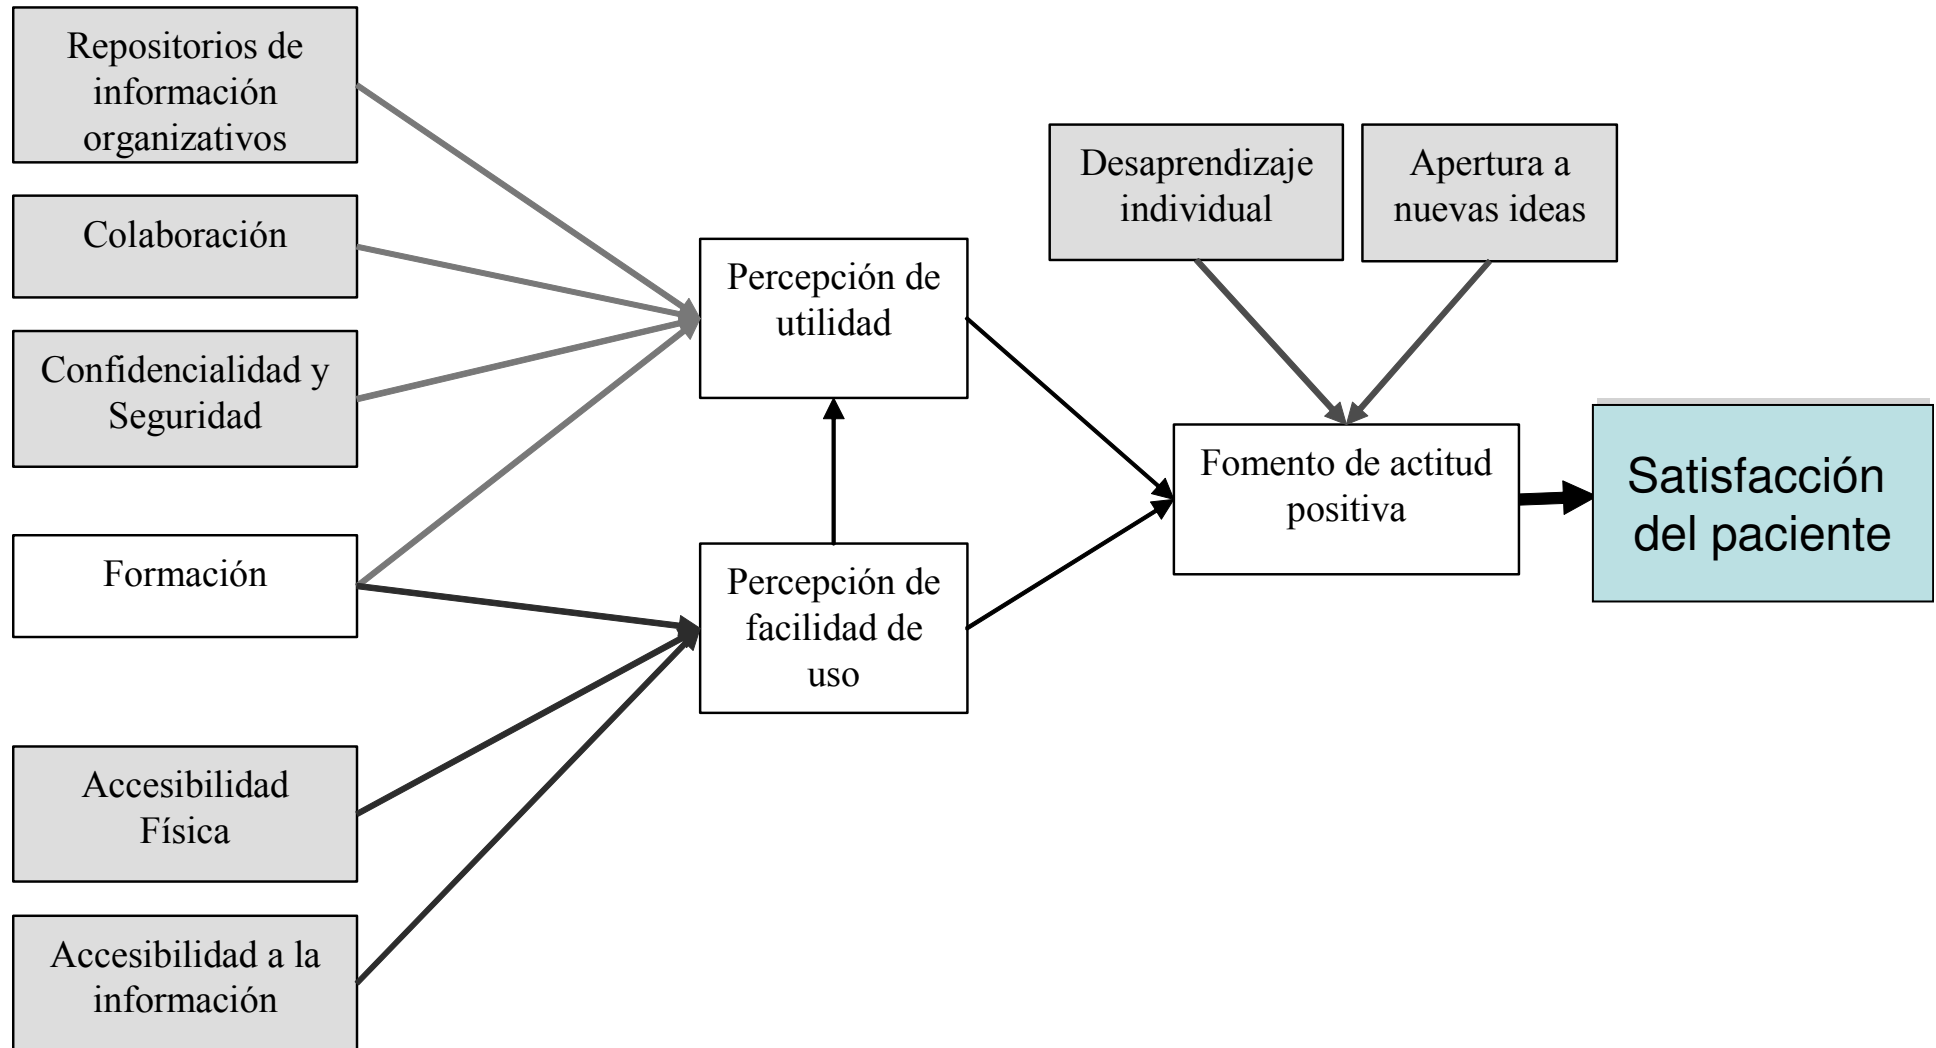 Repositorios de
información
organizativos
Colaboración
Confidencialidad y
Seguridad
Formación
Accesibilidad
Física
Accesibilidad a la
información
Percepción de
utilidad
Percepción de
facilidad de
uso
Desaprendizaje
individual
Apertura a
nuevas ideas
Fomento de actitud
positiva
Satisfacción
del paciente